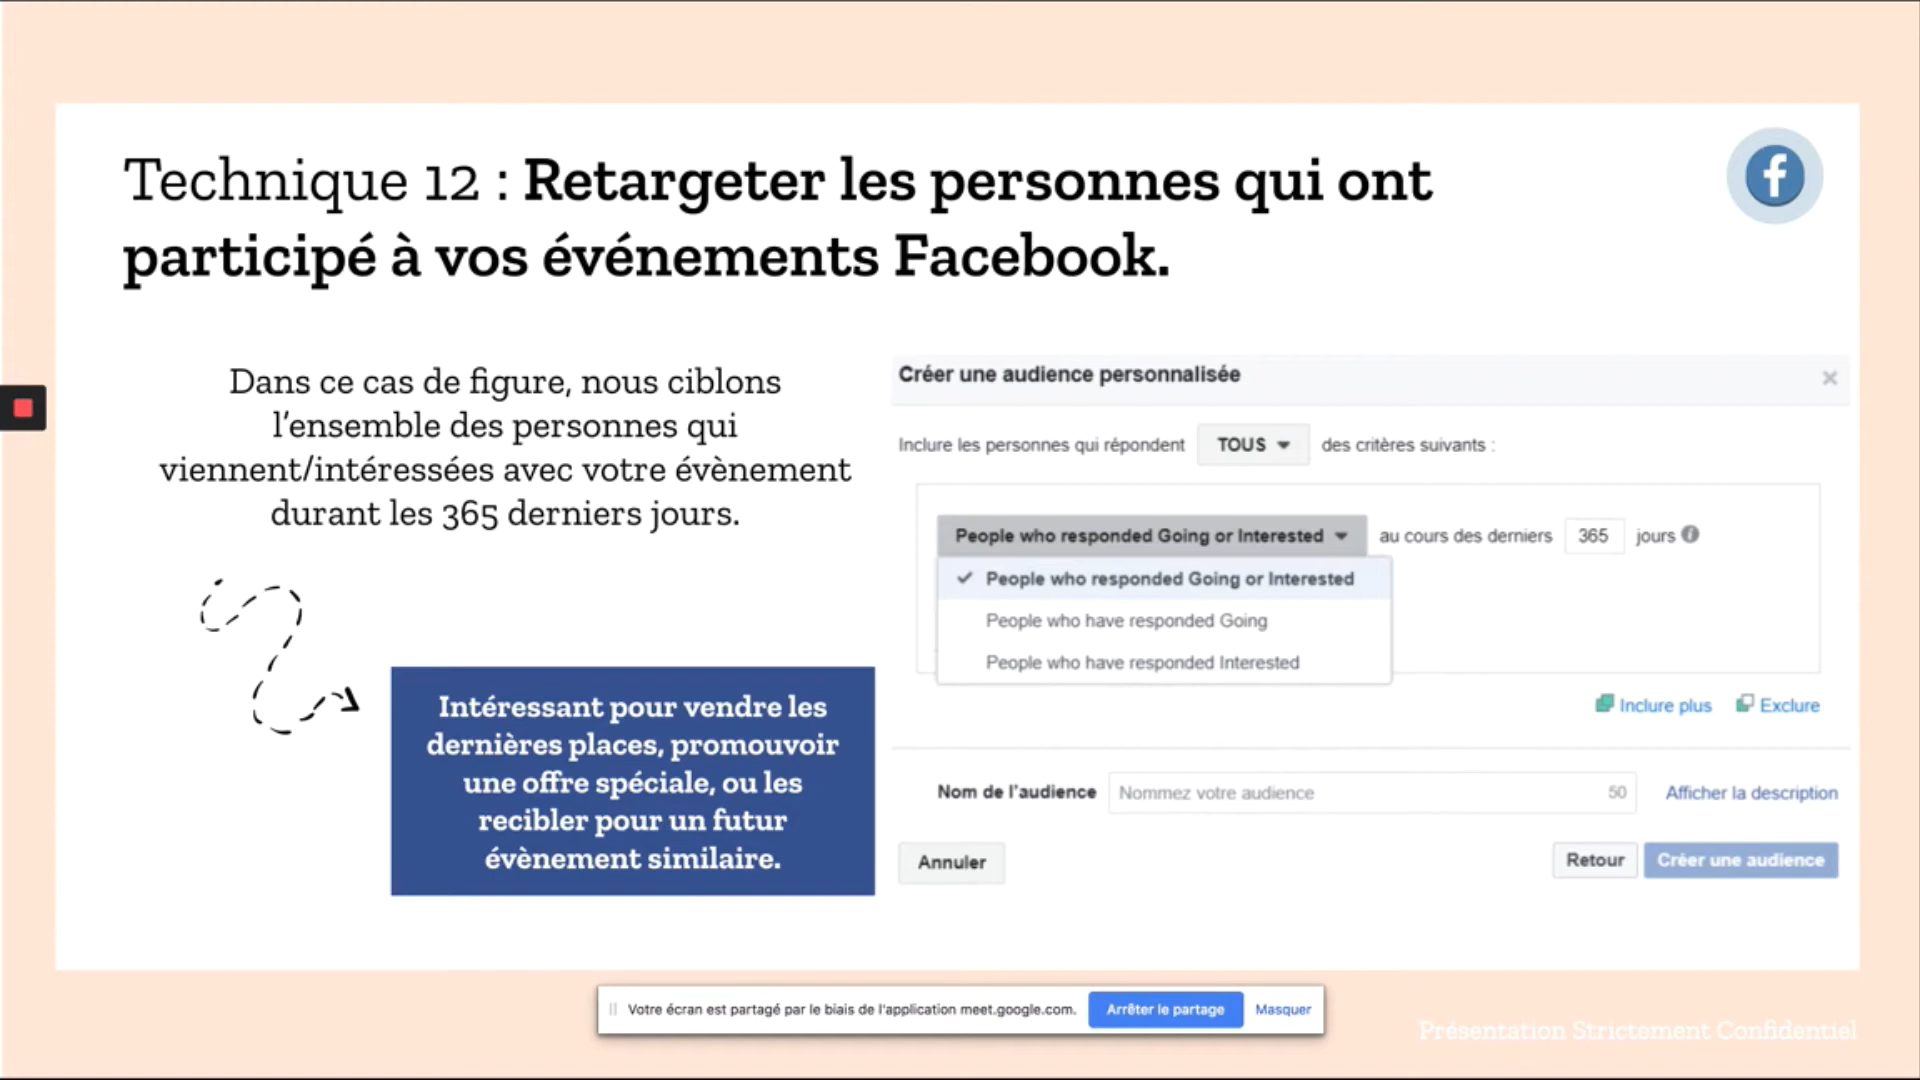 Technique 12 : Retargeter les personnes qui ont
participé à vos événements Facebook.
Dans ce cas de figure, nous ciblons
l'ensemble des personnes qui
viennent/intéressées avec votre évènement
durant les 365 derniers jours.
Intéressant pour vendre les
dernières places, promouvoir
une offre spéciale, ou les
recibler pour un futur
évènement similaire.
Créer une audience personnalisée
Inclure les personnes qui répondent TOUS des critères suivants :
People who responded Going or Interested au cours des derniers 365 jours
People who responded Going or Interested
People who have responded Going
People who have responded Interested
Inclure plus Exclure
Nom de l'audience Nommez votre audience 50 Afficher la description
Annuler Retour Créer une audience
Votre écran est partagé par le biais de l'application meet.google.com. Arrêter le partage Masquer
Présentation Strictement Confidentiel